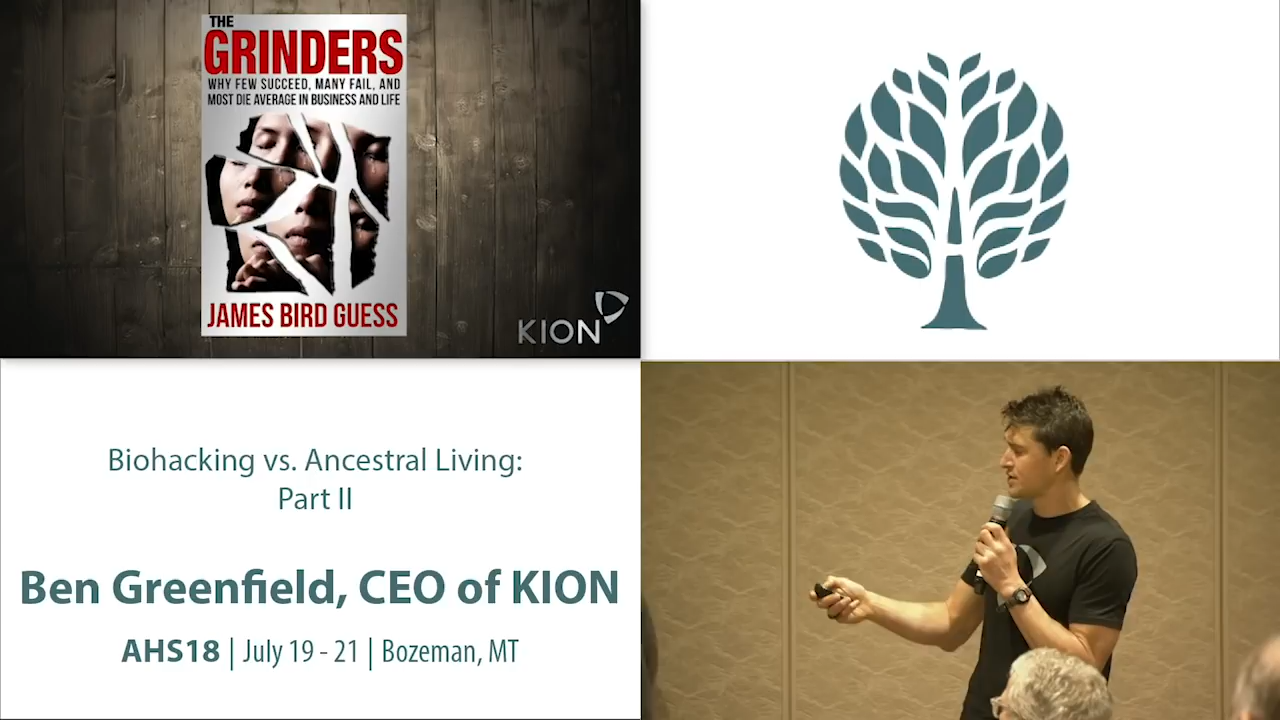 THE
GRINDERS
WHY FEW SUCCEED, MANY FAIL, AND
MOST DIE AVERAGE IN BUSINESS AND LIFE
JAMES BIRD GUESS
KION
Biohacking vs. Ancestral Living:
Part II
Ben Greenfield, CEO of KION
AHS18 | July 19 - 21 | Bozeman, MT